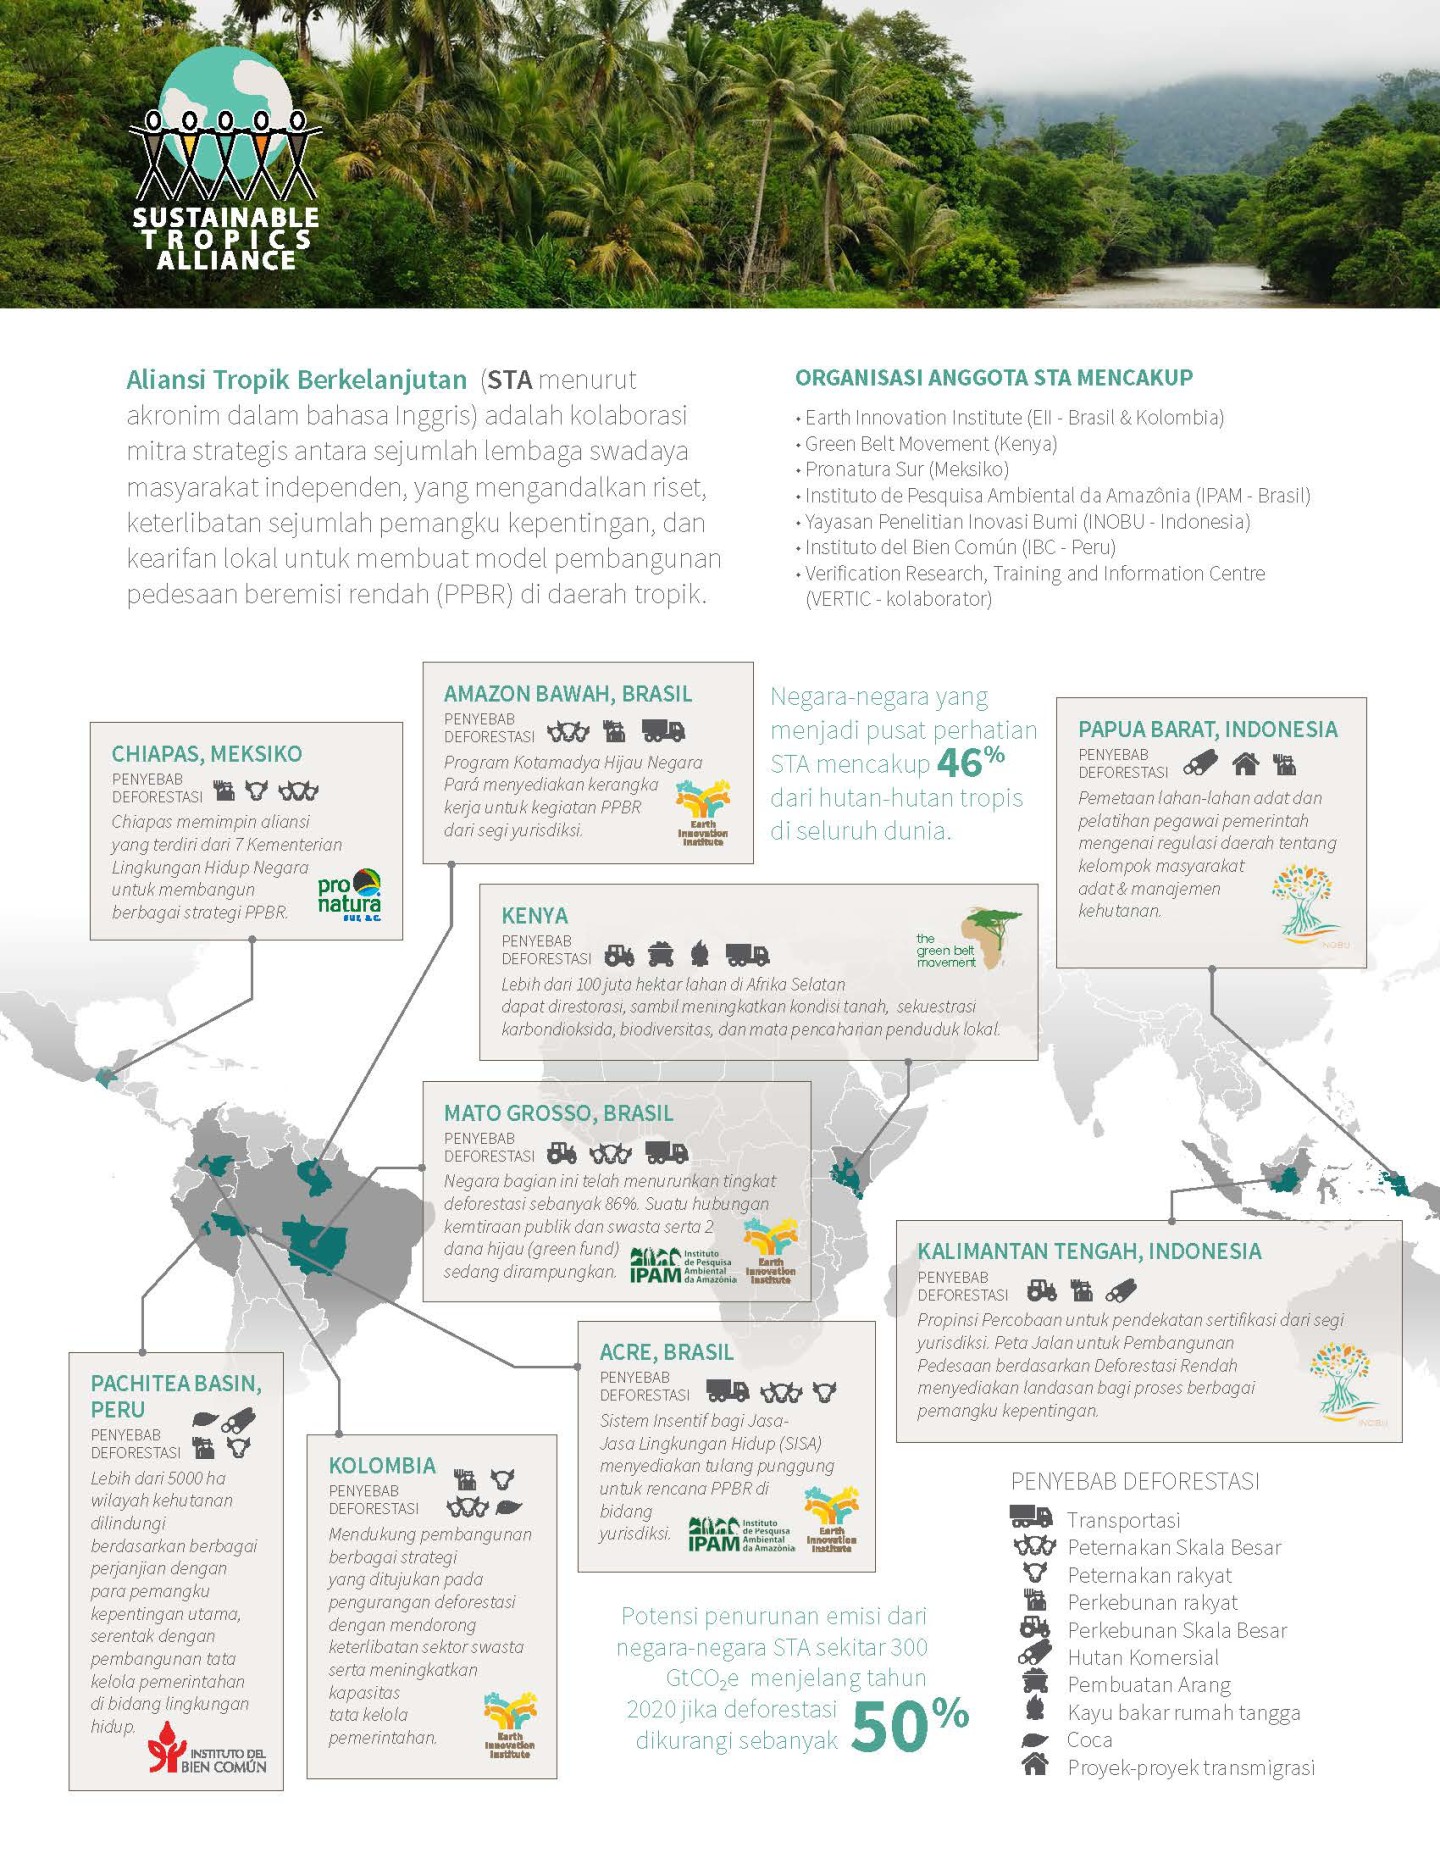 SUSTAINABLE
TROPICS
ALLIANCE
Aliansi Tropik Berkelanjutan (STA menurut
akronim dalam bahasa Inggris) adalah kolaborasi
mitra strategis antara sejumlah lembaga swadaya
masyarakat independen, yang mengandalkan riset,
keterlibatan sejumlah pemangku kepentingan, dan
kearifan lokal untuk membuat model pembangunan
pedesaan beremisi rendah (PPBR) di daerah tropik.
ORGANISASI ANGGOTA STA MENCAKUP
• Earth Innovation Institute (EII - Brasil & Kolombia)
• Green Belt Movement (Kenya)
• Pronatura Sur (Meksiko)
• Instituto de Pesquisa Ambiental da Amazônia (IPAM - Brasil)
• Yayasan Penelitian Inovasi Bumi (INOBU - Indonesia)
• Instituto del Bien Común (IBC - Peru)
• Verification Research, Training and Information Centre
(VERTIC - kolaborator)
CHIAPAS, MEKSIKO
PENYEBAB
DEFORESTASI
Chiapas memimpin aliansi
yang terdiri dari 7 Kementerian
Lingkungan Hidup Negara
untuk membangun
berbagai strategi PPBR.
pro
natura
sur, a.c.
AMAZON BAWAH, BRASIL
PENYEBAB
DEFORESTASI
Program Kotamadya Hijau Negara
Pará menyediakan kerangka
kerja untuk kegiatan PPBR
dari segi yurisdiksi.
Earth
Innovation
Institute
Negara-negara yang
menjadi pusat perhatian
STA mencakup 46%
dari hutan-hutan tropis
di seluruh dunia.
PAPUA BARAT, INDONESIA
PENYEBAB
DEFORESTASI
Pemetaan lahan-lahan adat dan
pelatihan pegawai pemerintah
mengenai regulasi daerah tentang
kelompok masyarakat
adat & manajemen
kehutanan.
INOBU
KENYA
PENYEBAB
DEFORESTASI
the
green belt
movement
Lebih dari 100 juta hektar lahan di Afrika Selatan
dapat direstorasi, sambil meningkatkan kondisi tanah, sekuestrasi
karbondioksida, biodiversitas, dan mata pencaharian penduduk lokal.
MATO GROSSO, BRASIL
PENYEBAB
DEFORESTASI
Negara bagian ini telah menurunkan tingkat
deforestasi sebanyak 86%. Suatu hubungan
kemtiraan publik dan swasta serta 2
dana hijau (green fund)
sedang dirampungkan.
IPAM
Instituto
de Pesquisa
Ambiental
da Amazônia
Earth
Innovation
Institute
KALIMANTAN TENGAH, INDONESIA
PENYEBAB
DEFORESTASI
Propinsi Percobaan untuk pendekatan sertifikasi dari segi
yurisdiksi. Peta Jalan untuk Pembangunan
Pedesaan berdasarkan Deforestasi Rendah
menyediakan landasan bagi proses berbagai
pemangku kepentingan.
INOBU
PACHITEA BASIN,
PERU
PENYEBAB
DEFORESTASI
Lebih dari 5000 ha
wilayah kehutanan
dilindungi
berdasarkan berbagai
perjanjian dengan
para pemangku
kepentingan utama,
serentak dengan
pembangunan tata
kelola pemerintahan
di bidang lingkungan
hidup.
INSTITUTO DEL
BIEN COMÚN
KOLOMBIA
PENYEBAB
DEFORESTASI
Mendukung pembangunan
berbagai strategi
yang ditujukan pada
pengurangan deforestasi
dengan mendorong
keterlibatan sektor swasta
serta meningkatkan
kapasitas
tata kelola
pemerintahan.
Earth
Innovation
Institute
ACRE, BRASIL
PENYEBAB
DEFORESTASI
Sistem Insentif bagi Jasa-
Jasa Lingkungan Hidup (SISA)
menyediakan tulang punggung
untuk rencana PPBR di
bidang
yurisdiksi.
IPAM
Instituto
de Pesquisa
Ambiental
da Amazônia
Earth
Innovation
Institute
Potensi penurunan emisi dari
negara-negara STA sekitar 300
GtCO₂e menjelang tahun
2020 jika deforestasi
dikurangi sebanyak 50%
PENYEBAB DEFORESTASI
Transportasi
Peternakan Skala Besar
Peternakan rakyat
Perkebunan rakyat
Perkebunan Skala Besar
Hutan Komersial
Pembuatan Arang
Kayu bakar rumah tangga
Coca
Proyek-proyek transmigrasi